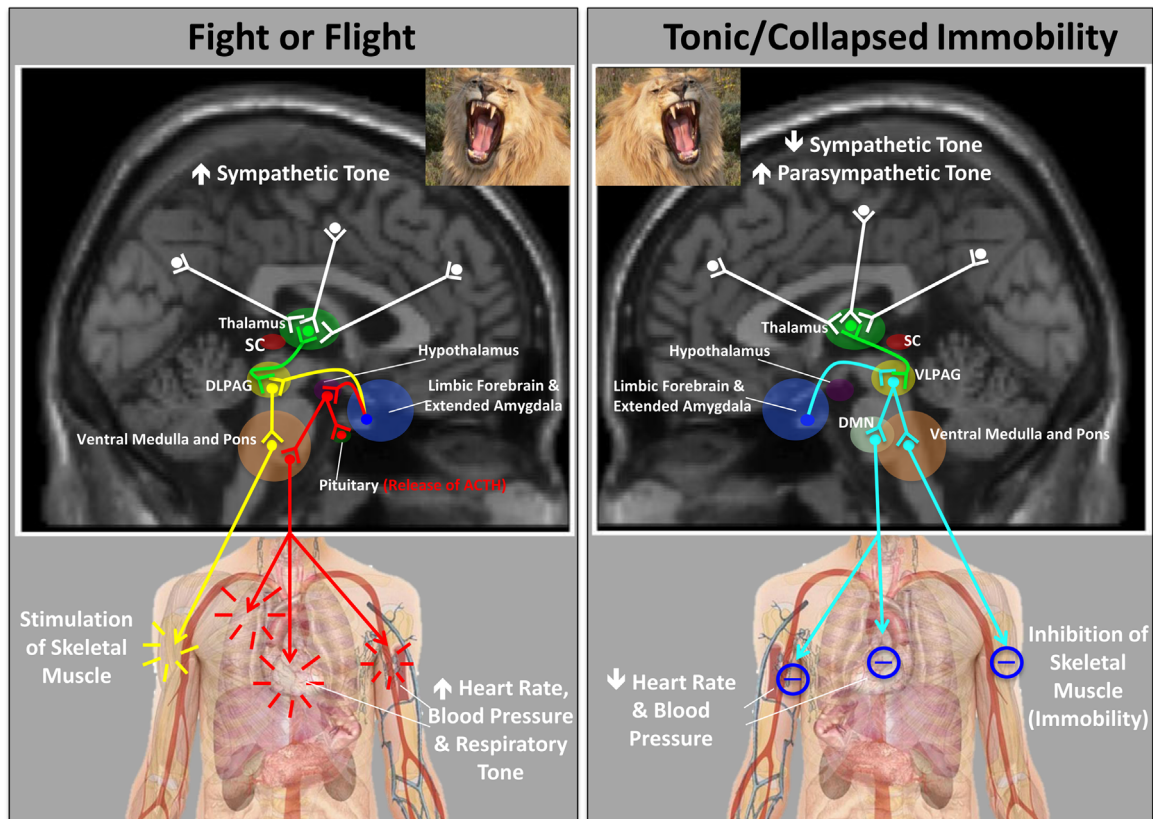 Fight or Flight
↑ Sympathetic Tone
Thalamus
SC
Hypothalamus
DLPAG
Limbic Forebrain &
Extended Amygdala
Ventral Medulla and Pons
Pituitary (Release of ACTH)
Stimulation
of Skeletal
Muscle
↑ Heart Rate,
Blood Pressure
& Respiratory
Tone
Tonic/Collapsed Immobility
↓ Sympathetic Tone
↑ Parasympathetic Tone
Thalamus
SC
Hypothalamus
VLPAG
Limbic Forebrain &
Extended Amygdala
DMN
Ventral Medulla and Pons
↓ Heart Rate
& Blood
Pressure
Inhibition of
Skeletal
Muscle
(Immobility)